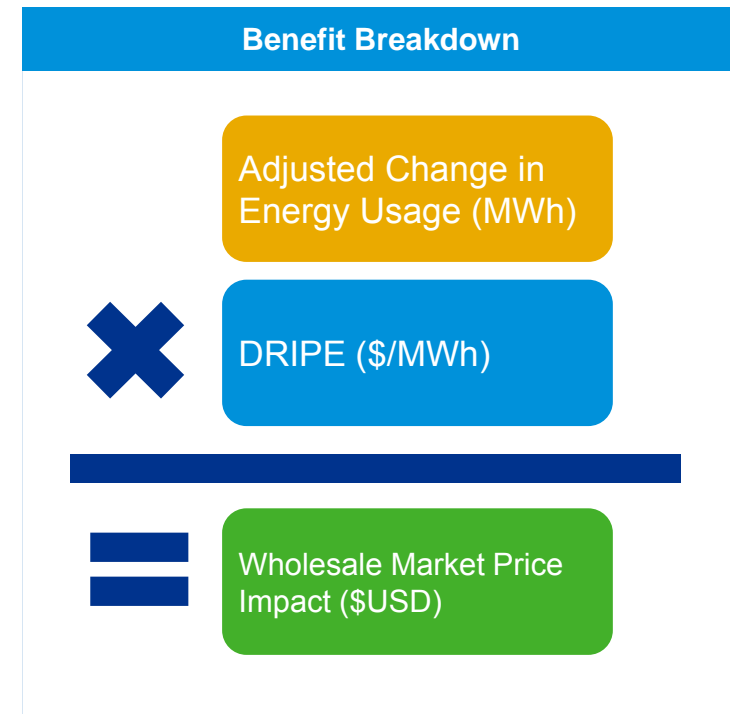 Benefit Breakdown
Adjusted Change in
Energy Usage (MWh)
DRIPE ($/MWh)
Wholesale Market Price
Impact ($USD)